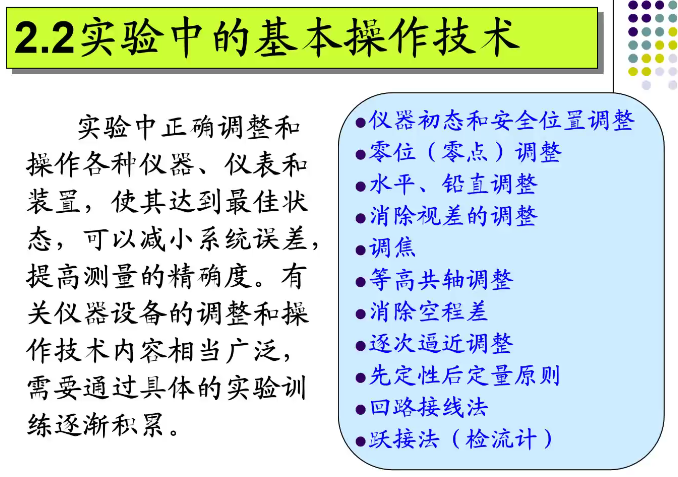 2.2实验中的基本操作技术
实验中正确调整和
操作各种仪器、仪表和
装置，使其达到最佳状
态，可以减小系统误差，
提高测量的精确度。有
关仪器设备的调整和操
作技术内容相当广泛，
需要通过具体的实验训
练逐渐积累。
●仪器初态和安全位置调整
●零位（零点）调整
●水平、铅直调整
●消除视差的调整
●调焦
●等高共轴调整
●消除空程差
●逐次逼近调整
●先定性后定量原则
●回路接线法
●跃接法（检流计）